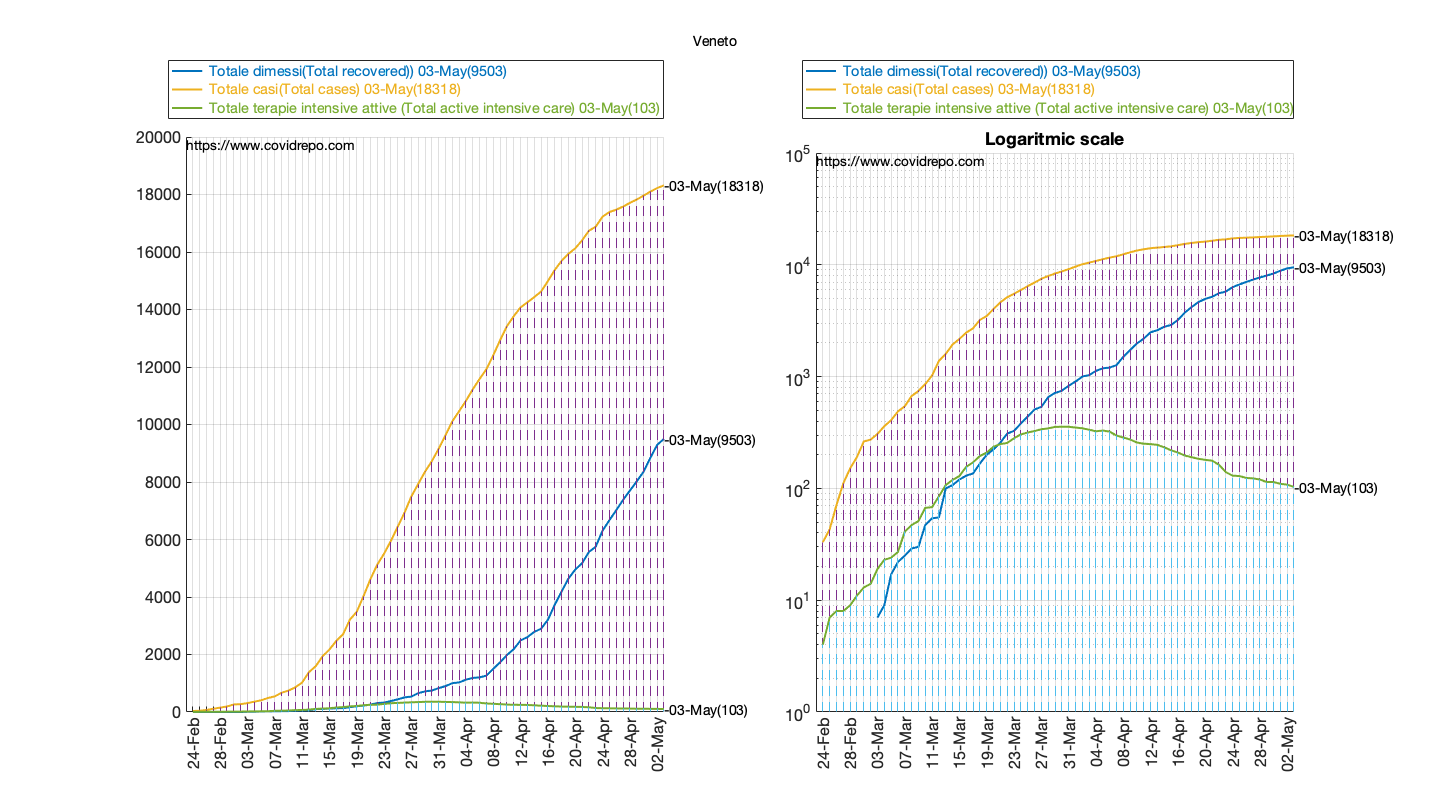 Veneto
Totale dimessi(Total recovered)) 03-May(9503)
Totale casi(Total cases) 03-May(18318)
Totale terapie intensive attive (Total active intensive care) 03-May(103)
20000
18000
16000
14000
12000
10000
8000
6000
4000
2000
0
https://www.covidrepo.com
-03-May(18318)
-03-May(9503)
-03-May(103)
24-Feb
28-Feb
03-Mar
07-Mar
11-Mar
15-Mar
19-Mar
23-Mar
27-Mar
31-Mar
04-Apr
08-Apr
12-Apr
16-Apr
20-Apr
24-Apr
28-Apr
02-May
Totale dimessi(Total recovered)) 03-May(9503)
Totale casi(Total cases) 03-May(18318)
Totale terapie intensive attive (Total active intensive care) 03-May(103)
Logaritmic scale
10^5
10^4
10^3
10^2
10^1
10^0
https://www.covidrepo.com
-03-May(18318)
-03-May(9503)
-03-May(103)
24-Feb
28-Feb
03-Mar
07-Mar
11-Mar
15-Mar
19-Mar
23-Mar
27-Mar
31-Mar
04-Apr
08-Apr
12-Apr
16-Apr
20-Apr
24-Apr
28-Apr
02-May